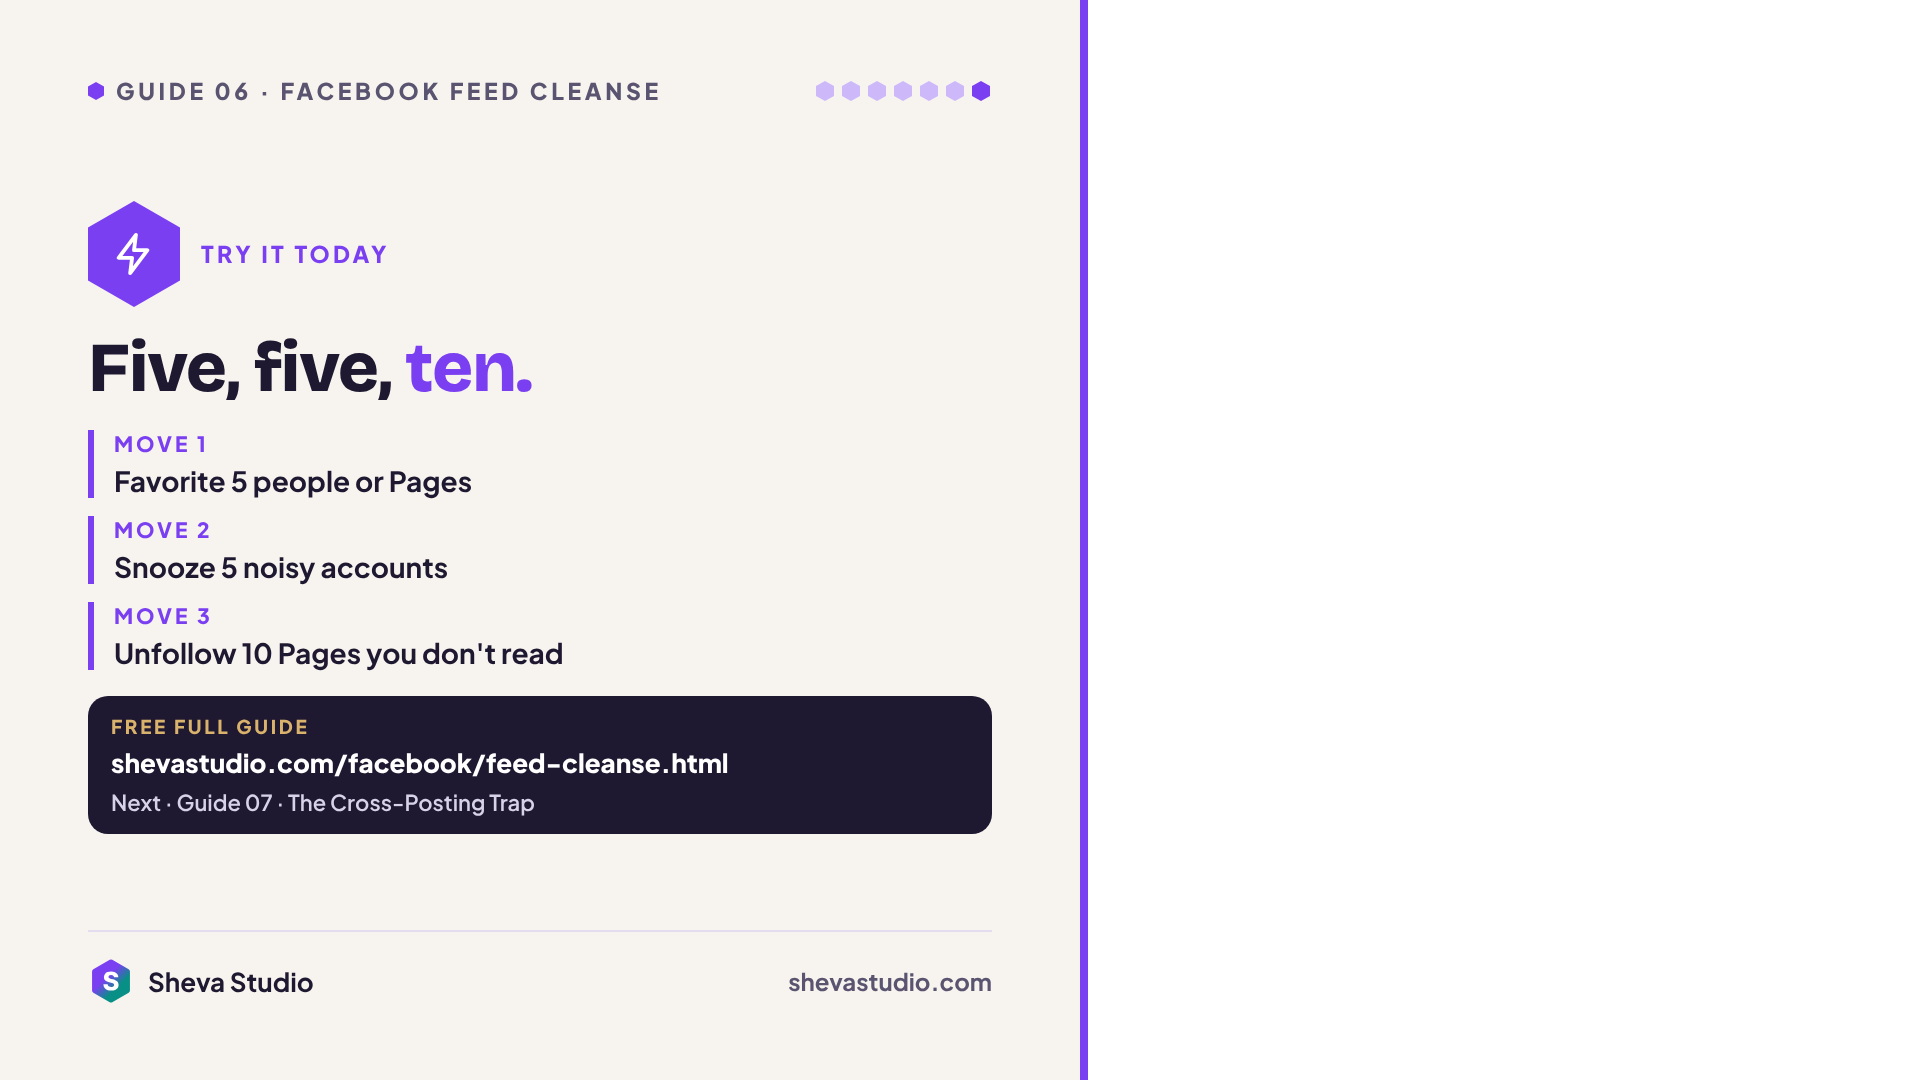 GUIDE 06 · FACEBOOK FEED CLEANSE
TRY IT TODAY
Five, five, ten.
MOVE 1
Favorite 5 people or Pages
MOVE 2
Snooze 5 noisy accounts
MOVE 3
Unfollow 10 Pages you don't read
FREE FULL GUIDE
shevastudio.com/facebook/feed-cleanse.html
Next · Guide 07 · The Cross-Posting Trap
S Sheva Studio
shevastudio.com